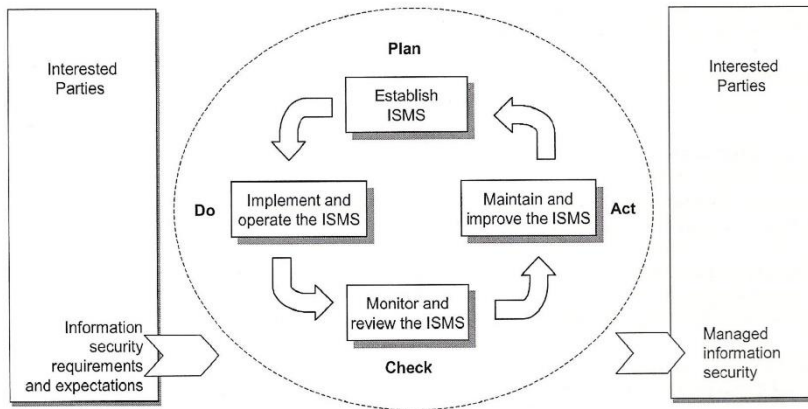 Plan
Interested
Parties
Establish
ISMS
Interested
Parties
Do
Implement and
operate the ISMS
Maintain and
improve the ISMS
Act
Monitor and
review the ISMS
Check
Information
security
requirements
and expectations
Managed
information
security